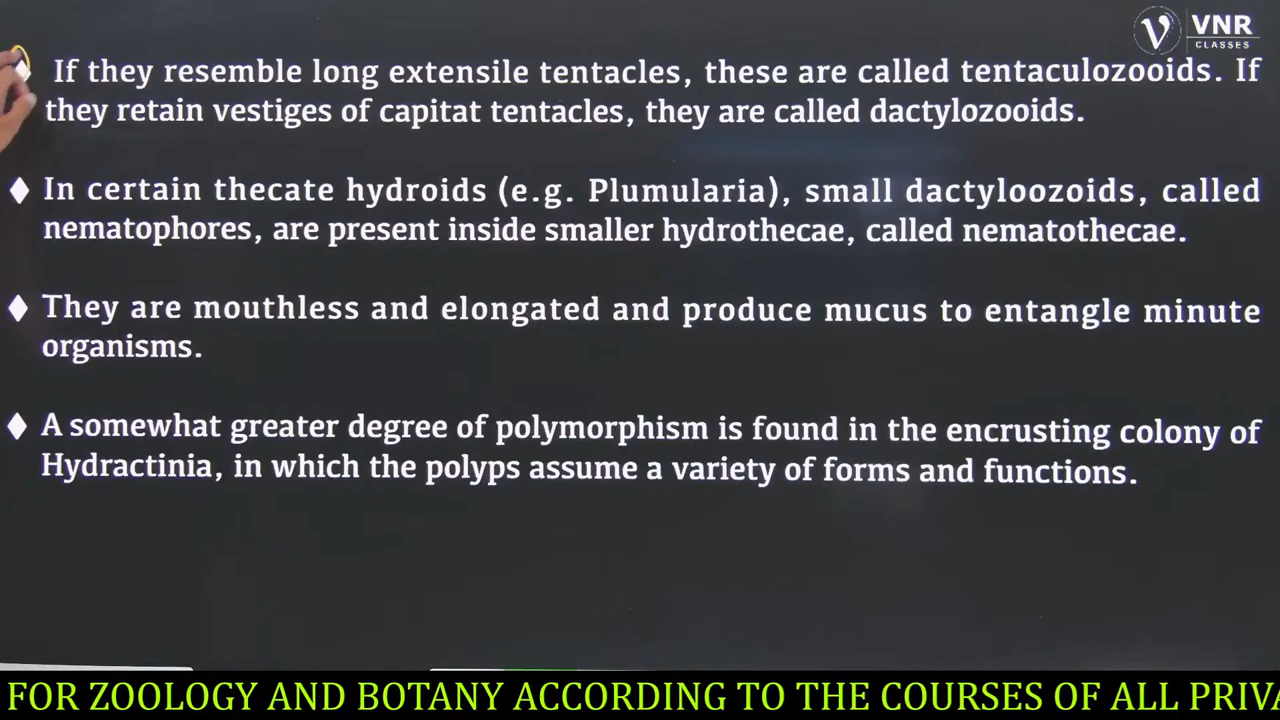 VNR
CLASSES
If they resemble long extensile tentacles, these are called tentaculozooids. If
they retain vestiges of capitat tentacles, they are called dactylozooids.
In certain thecate hydroids (e.g. Plumularia), small dactyloozoids, called
nematophores, are present inside smaller hydrothecae, called nematothecae.
They are mouthless and elongated and produce mucus to entangle minute
organisms.
A somewhat greater degree of polymorphism is found in the encrusting colony of
Hydractinia, in which the polyps assume a variety of forms and functions.
FOR ZOOLOGY AND BOTANY ACCORDING TO THE COURSES OF ALL PRIVA